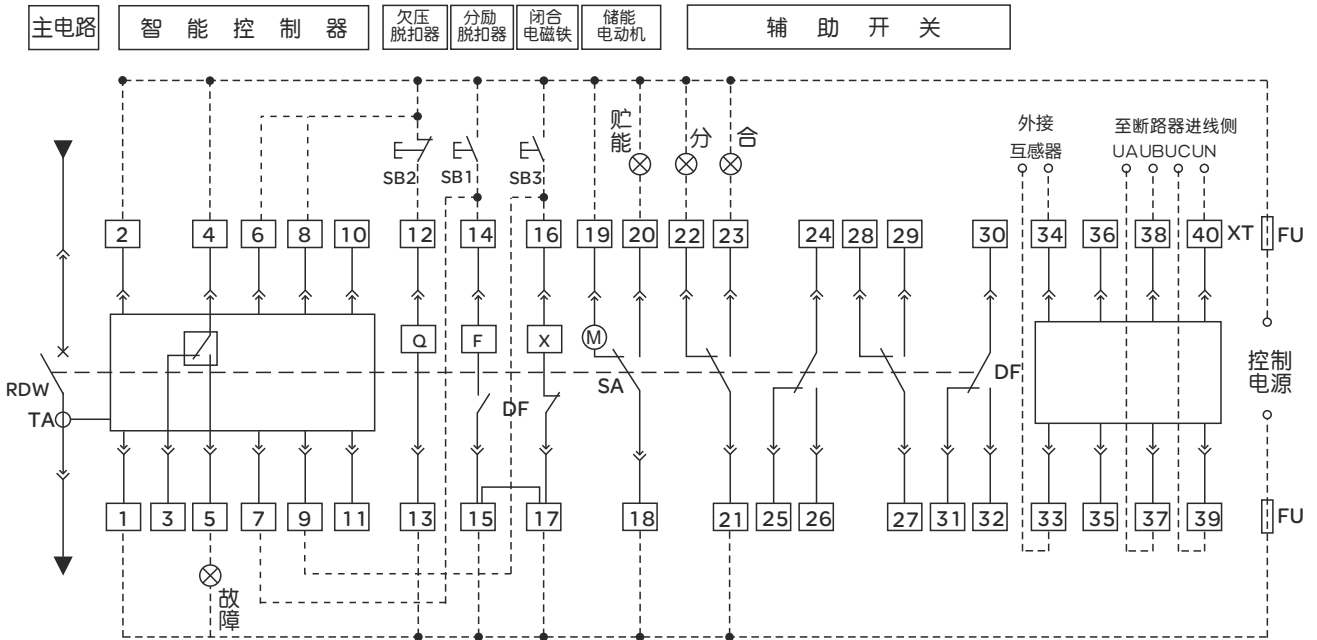 主电路 智能控制器 欠压 分励 闭合 储能 辅助开关
脱扣器 脱扣器 电磁铁 电动机
贮能 分 合 外接 至断路器进线侧
SB2 SB1 SB3 互感器 UAUBUCUN
2 4 6 8 10 12 14 16 19 20 22 23 24 28 29 30 34 36 38 40 XT FU
Q F X M
RDW SA DF 控制
TA DF 电源
1 3 5 7 9 11 13 15 17 18 21 25 26 27 31 32 33 35 37 39 FU
故障